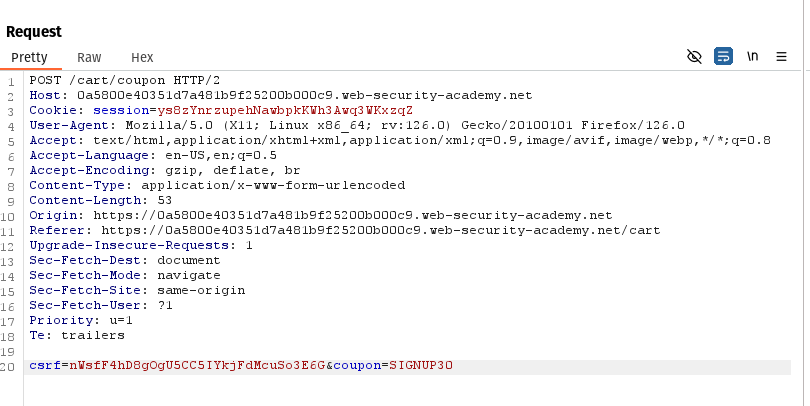 Request
Pretty Raw Hex
\n
1 POST /cart/coupon HTTP/2
2 Host: 0a5800e40351d7a481b9f25200b000c9.web-security-academy.net
3 Cookie: session=ys8zYnrzupehNawbpkKWh3Awq3WKxzqZ
4 User-Agent: Mozilla/5.0 (X11; Linux x86_64; rv:126.0) Gecko/20100101 Firefox/126.0
5 Accept: text/html,application/xhtml+xml,application/xml;q=0.9,image/avif,image/webp,*/*;q=0.8
6 Accept-Language: en-US,en;q=0.5
7 Accept-Encoding: gzip, deflate, br
8 Content-Type: application/x-www-form-urlencoded
9 Content-Length: 53
10 Origin: https://0a5800e40351d7a481b9f25200b000c9.web-security-academy.net
11 Referer: https://0a5800e40351d7a481b9f25200b000c9.web-security-academy.net/cart
12 Upgrade-Insecure-Requests: 1
13 Sec-Fetch-Dest: document
14 Sec-Fetch-Mode: navigate
15 Sec-Fetch-Site: same-origin
16 Sec-Fetch-User: ?1
17 Priority: u=1
18 Te: trailers
19
20 csrf=nWsfF4hD8gOgU5CC5IYkjFdMcuSo3E6G&coupon=SIGNUP30